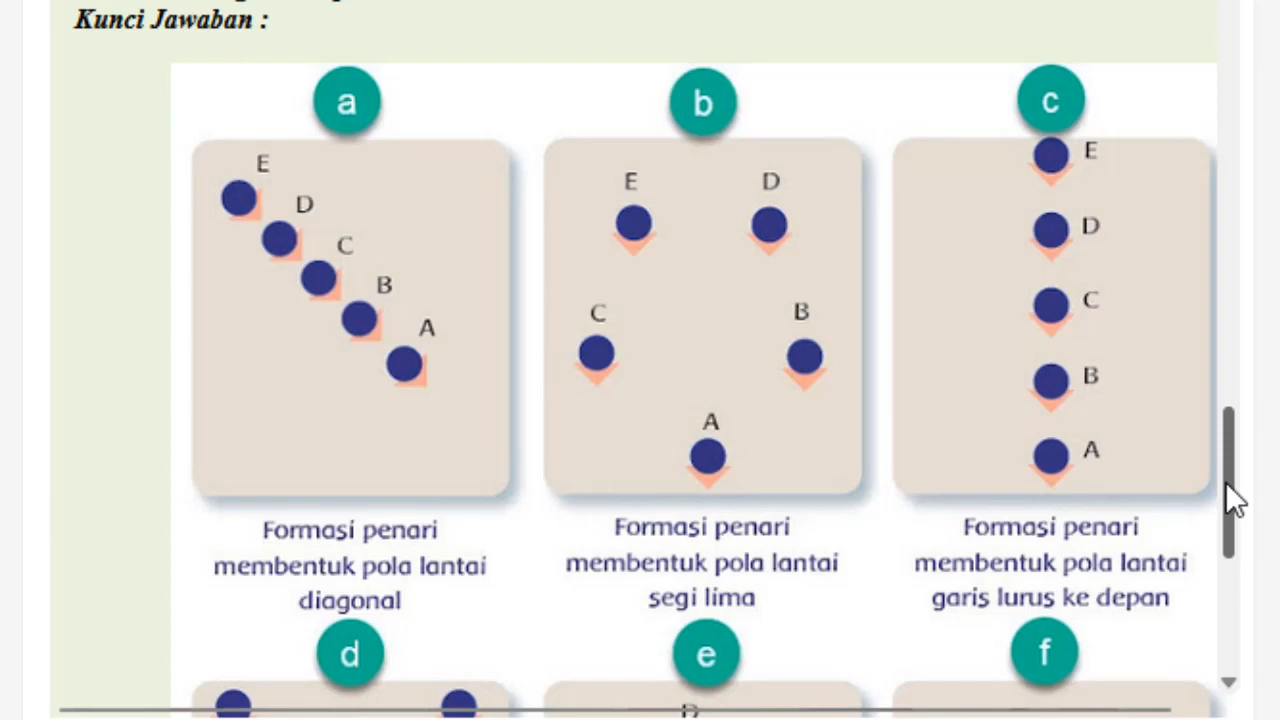 Kunci Jawaban :
a
b
c
E
D
C
B
A
E
D
C
B
A
E
D
C
B
A
Formasi penari
membentuk pola lantai
diagonal
Formasi penari
membentuk pola lantai
segi lima
Formasi penari
membentuk pola lantai
garis lurus ke depan
d
e
f
D